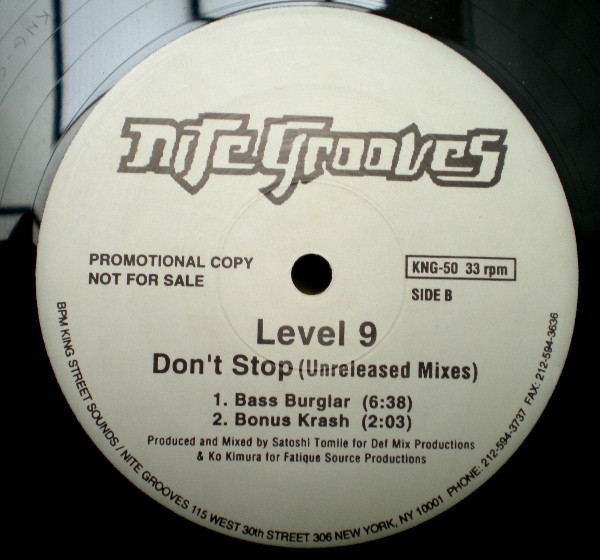 nite grooves
PROMOTIONAL COPY
NOT FOR SALE
KNG-50 33 rpm
SIDE B
Level 9
Don't Stop (Unreleased Mixes)
1. Bass Burglar (6:38)
2. Bonus Krash (2:03)
Produced and Mixed by Satoshi Tomiie for Def Mix Productions
& Ko Kimura for Fatique Source Productions
BPM KING STREET SOUNDS / NITE GROOVES 115 WEST 30th STREET 306 NEW YORK, NY 10001 PHONE: 212-594-3737 FAX: 212-594-3636